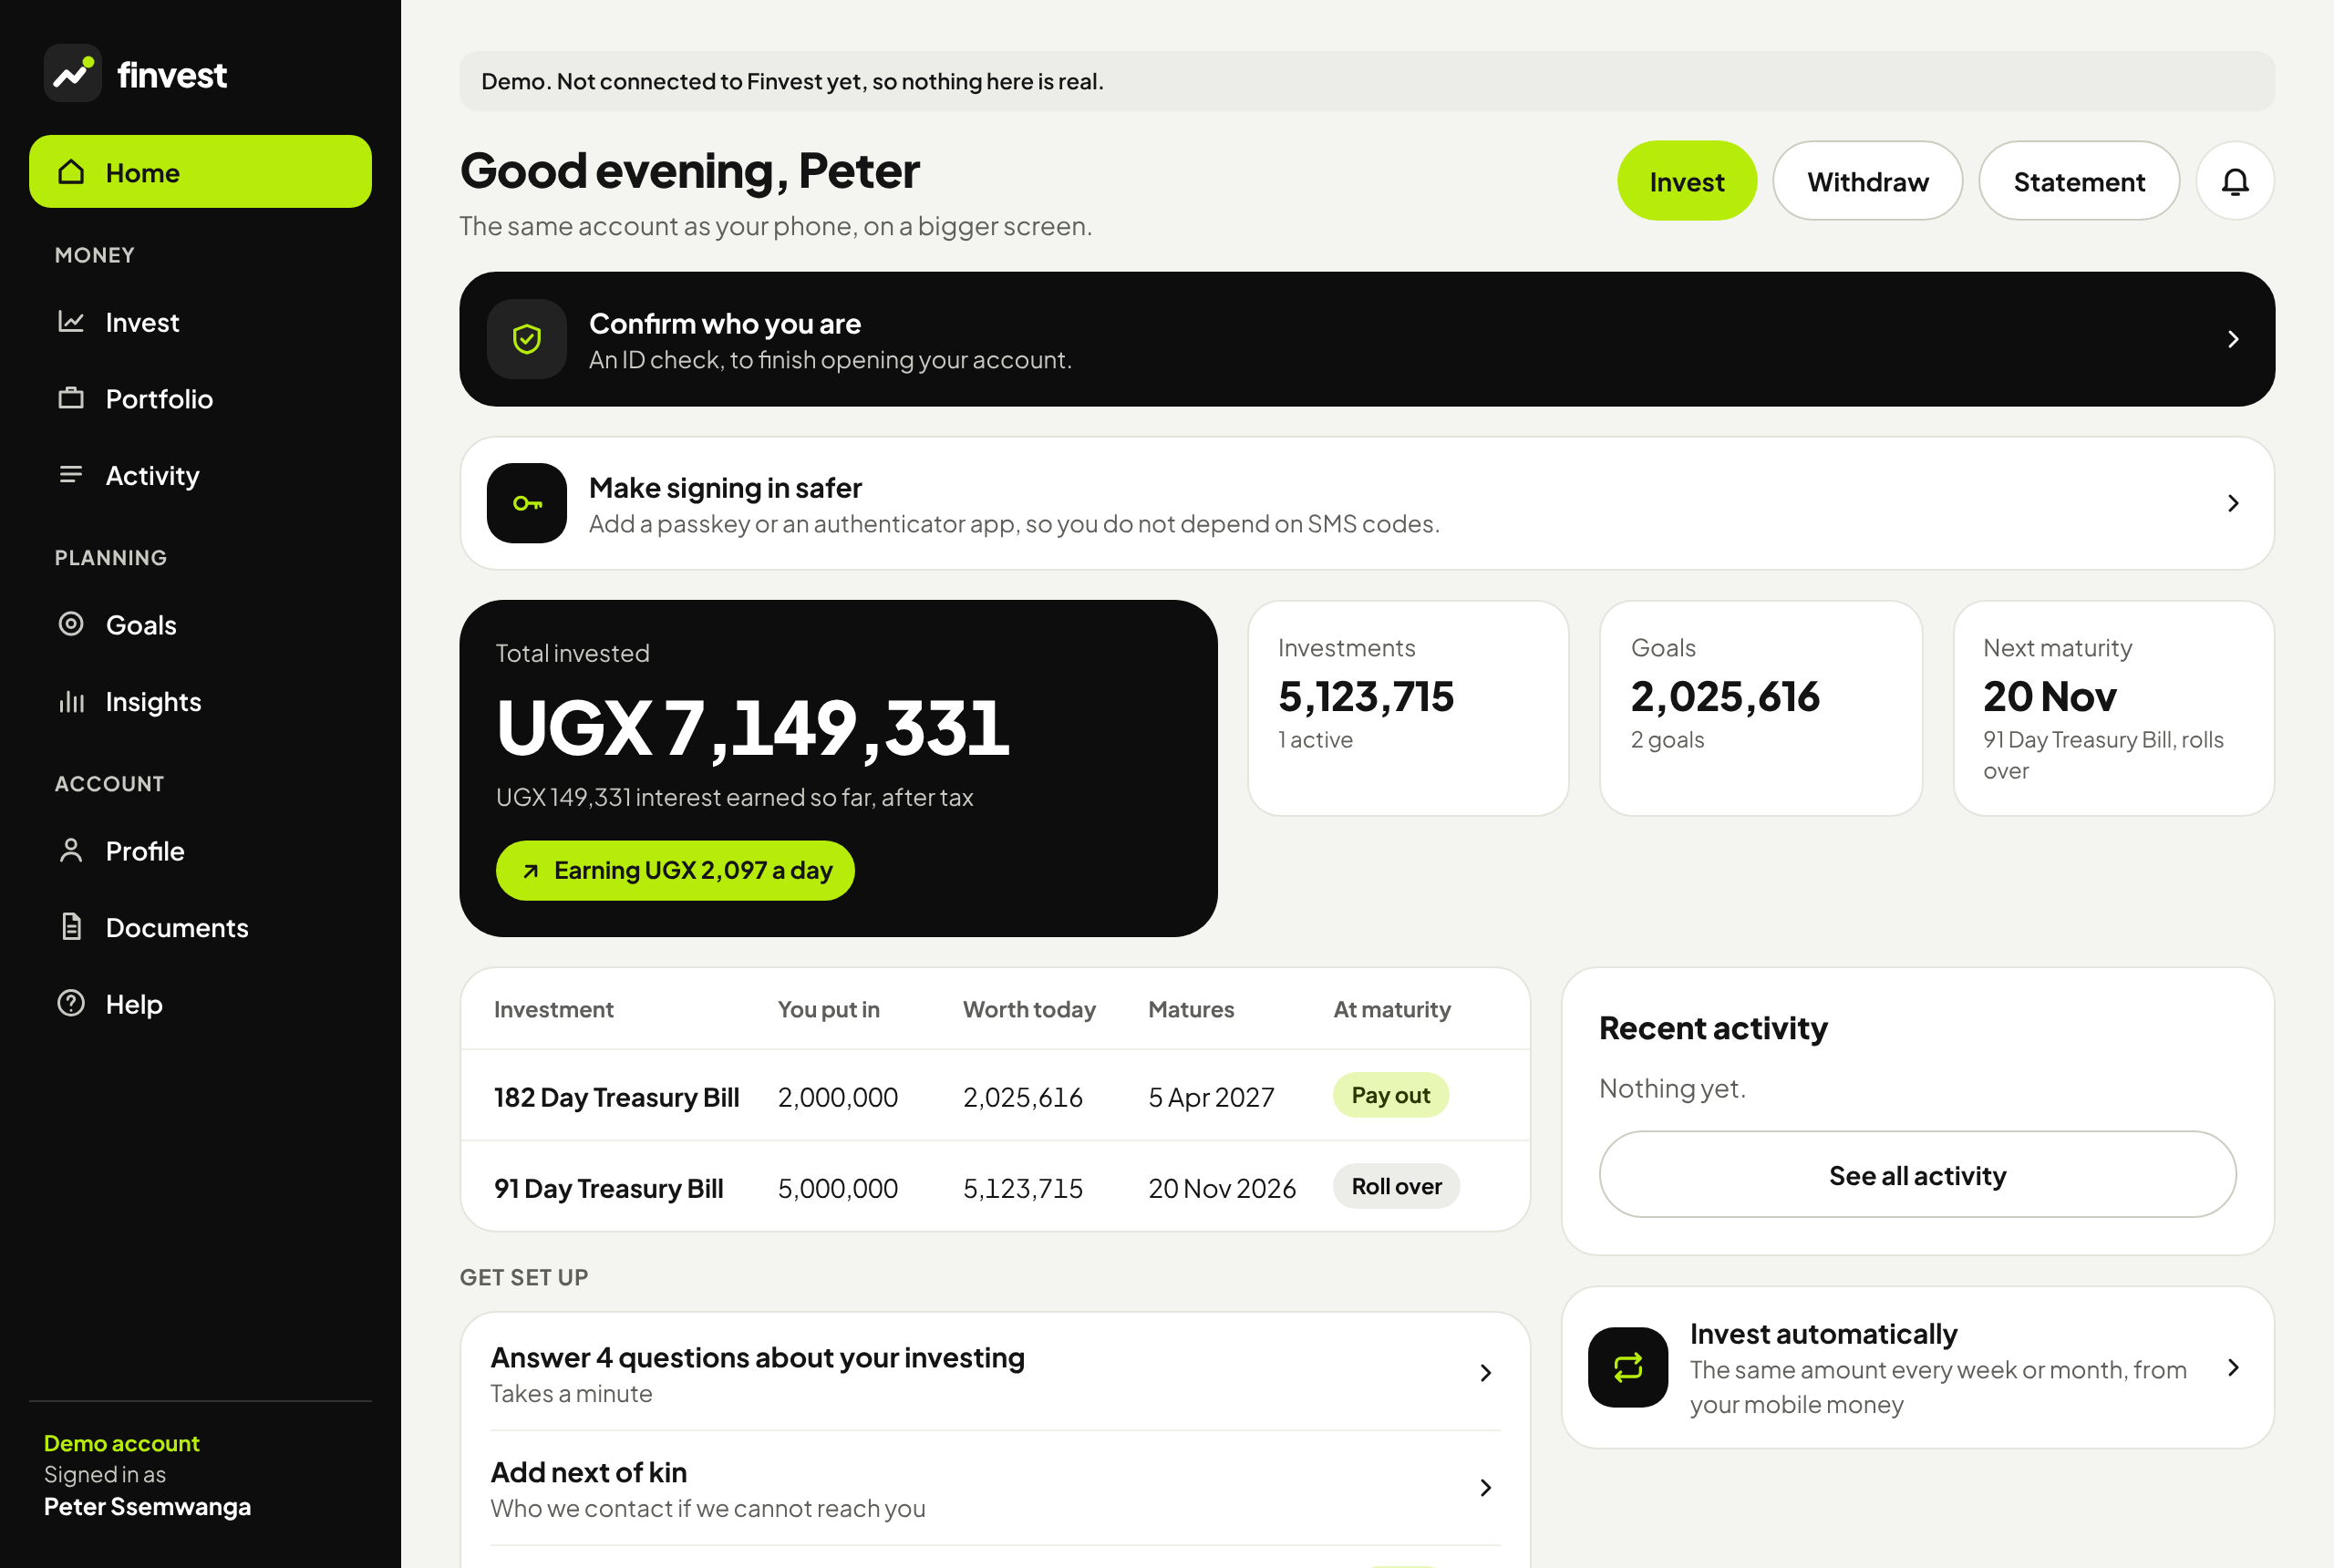 finvest
Home
MONEY
Invest
Portfolio
Activity
PLANNING
Goals
Insights
ACCOUNT
Profile
Documents
Help
Demo account
Signed in as
Peter Ssemwanga
Demo. Not connected to Finvest yet, so nothing here is real.
Good evening, Peter
The same account as your phone, on a bigger screen.
Invest
Withdraw
Statement
Confirm who you are
An ID check, to finish opening your account.
Make signing in safer
Add a passkey or an authenticator app, so you do not depend on SMS codes.
Total invested
UGX 7,149,331
UGX 149,331 interest earned so far, after tax
Earning UGX 2,097 a day
Investments
5,123,715
1 active
Goals
2,025,616
2 goals
Next maturity
20 Nov
91 Day Treasury Bill, rolls
over
Investment You put in Worth today Matures At maturity
182 Day Treasury Bill 2,000,000 2,025,616 5 Apr 2027 Pay out
91 Day Treasury Bill 5,000,000 5,123,715 20 Nov 2026 Roll over
GET SET UP
Answer 4 questions about your investing
Takes a minute
Add next of kin
Who we contact if we cannot reach you
Recent activity
Nothing yet.
See all activity
Invest automatically
The same amount every week or month, from
your mobile money